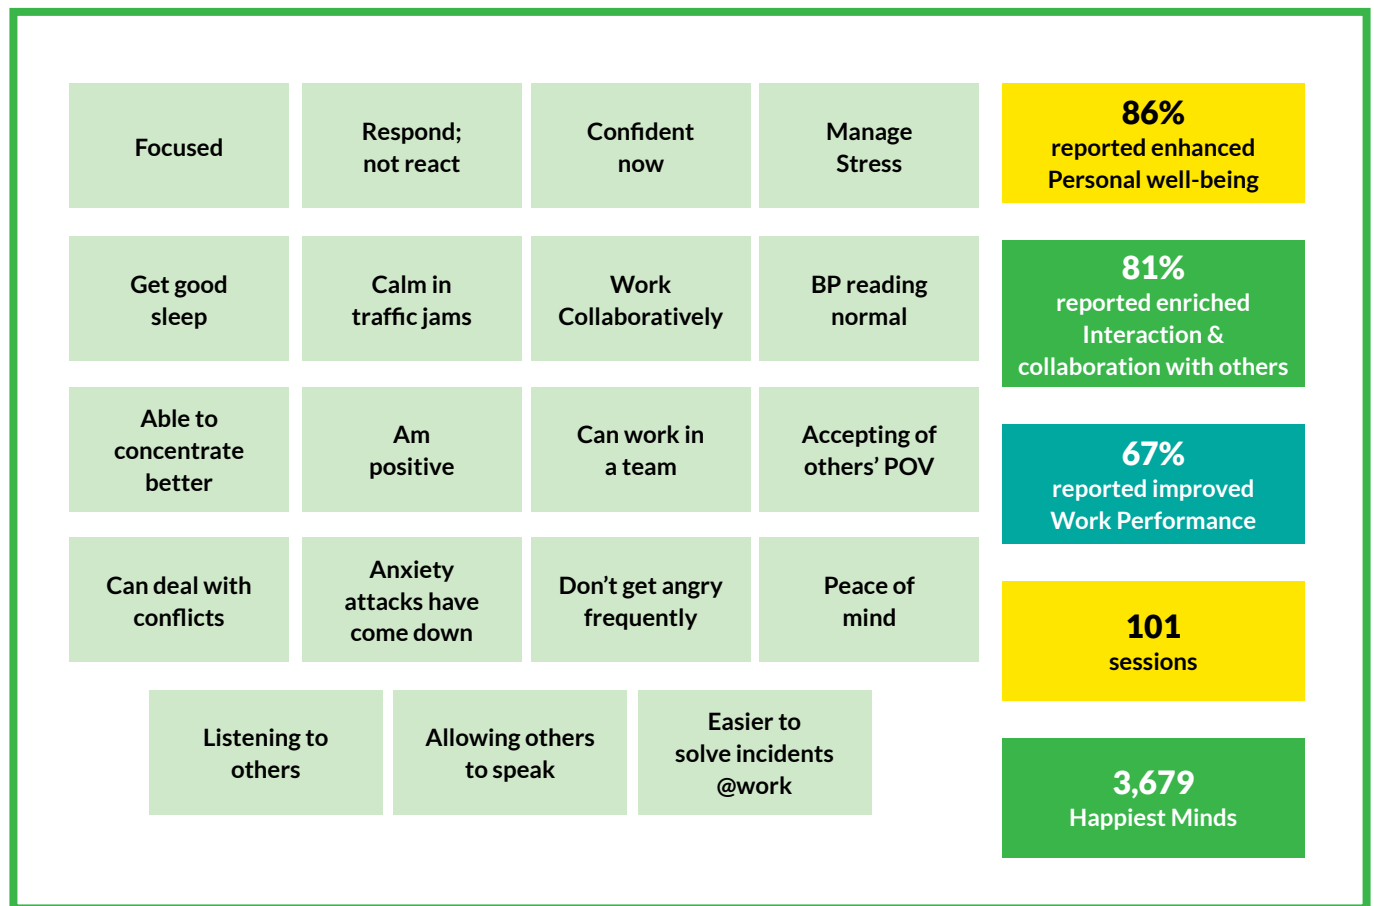 Focused
Respond;
not react
Confident
now
Manage
Stress
86%
reported enhanced
Personal well-being
Get good
sleep
Calm in
traffic jams
Work
Collaboratively
BP reading
normal
81%
reported enriched
Interaction &
collaboration with others
Able to
concentrate
better
Am
positive
Can work in
a team
Accepting of
others’ POV
67%
reported improved
Work Performance
Can deal with
conflicts
Anxiety
attacks have
come down
Don’t get angry
frequently
Peace of
mind
101
sessions
Listening to
others
Allowing others
to speak
Easier to
solve incidents
@work
3,679
Happiest Minds